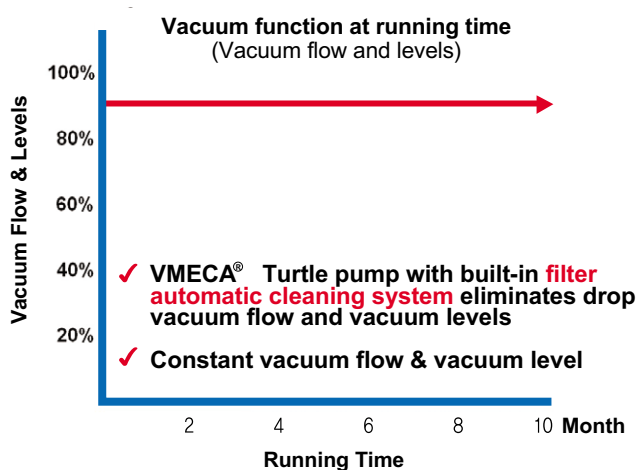 Vacuum function at running time
(Vacuum flow and levels)
Vacuum Flow & Levels
100%
80%
60%
40%
20%
✓ VMECA® Turtle pump with built-in filter
automatic cleaning system eliminates drop
vacuum flow and vacuum levels
✓ Constant vacuum flow & vacuum level
2 4 6 8 10 Month
Running Time